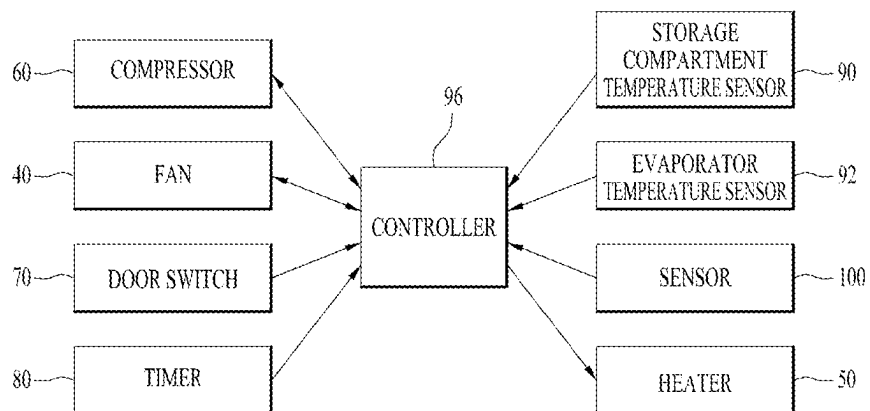 60
COMPRESSOR
40
FAN
70
DOOR SWITCH
80
TIMER
96
CONTROLLER
STORAGE
COMPARTMENT
TEMPERATURE SENSOR
90
EVAPORATOR
TEMPERATURE SENSOR
92
SENSOR
100
HEATER
50